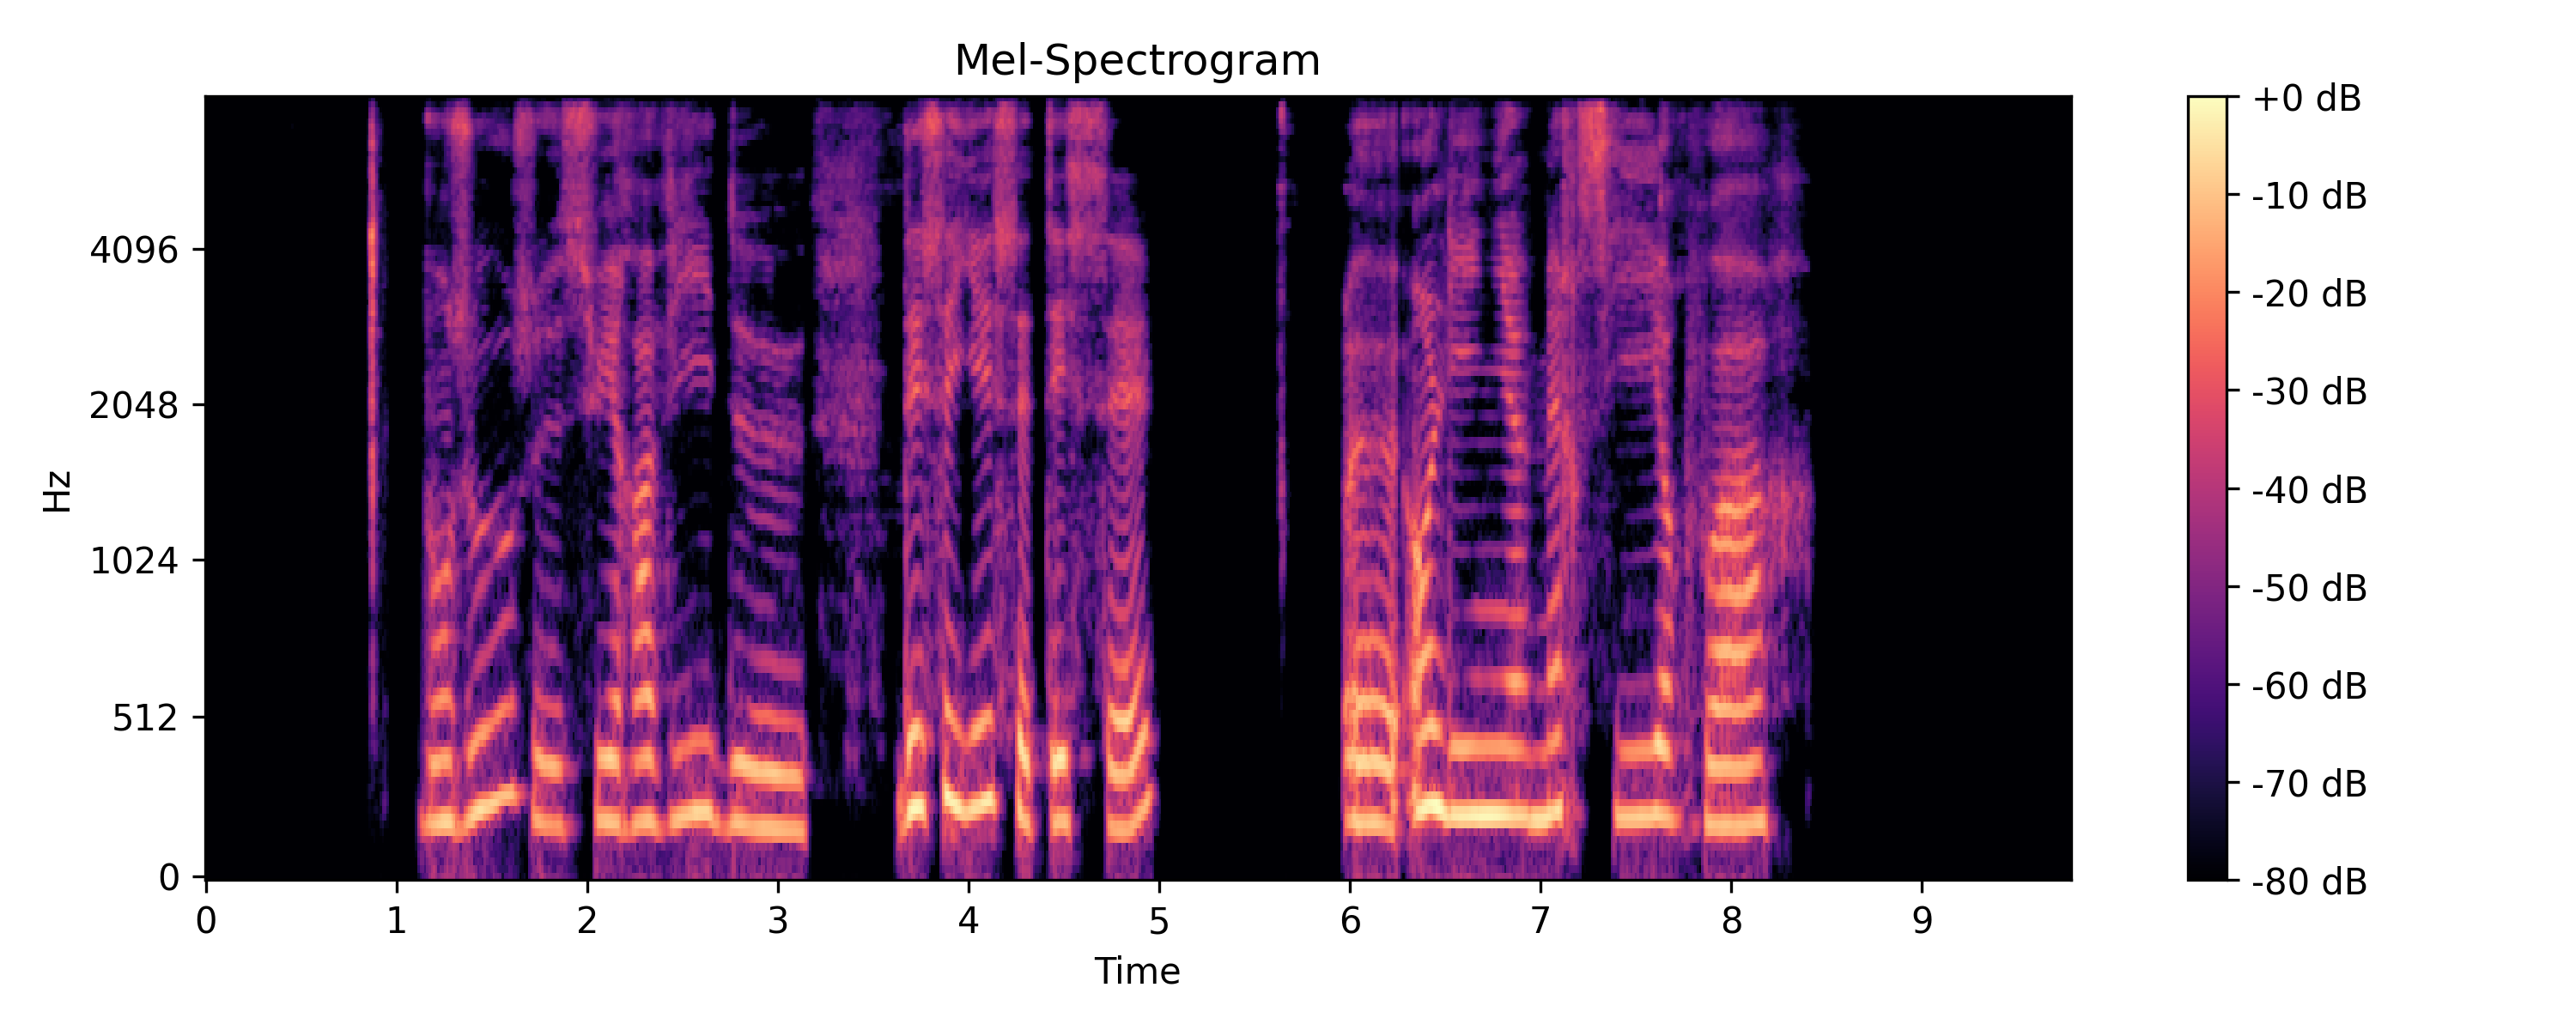 Mel-Spectrogram
+0 dB
-10 dB
-20 dB
-30 dB
-40 dB
-50 dB
-60 dB
-70 dB
-80 dB
Hz
4096
2048
1024
512
0
0 1 2 3 4 5 6 7 8 9
Time